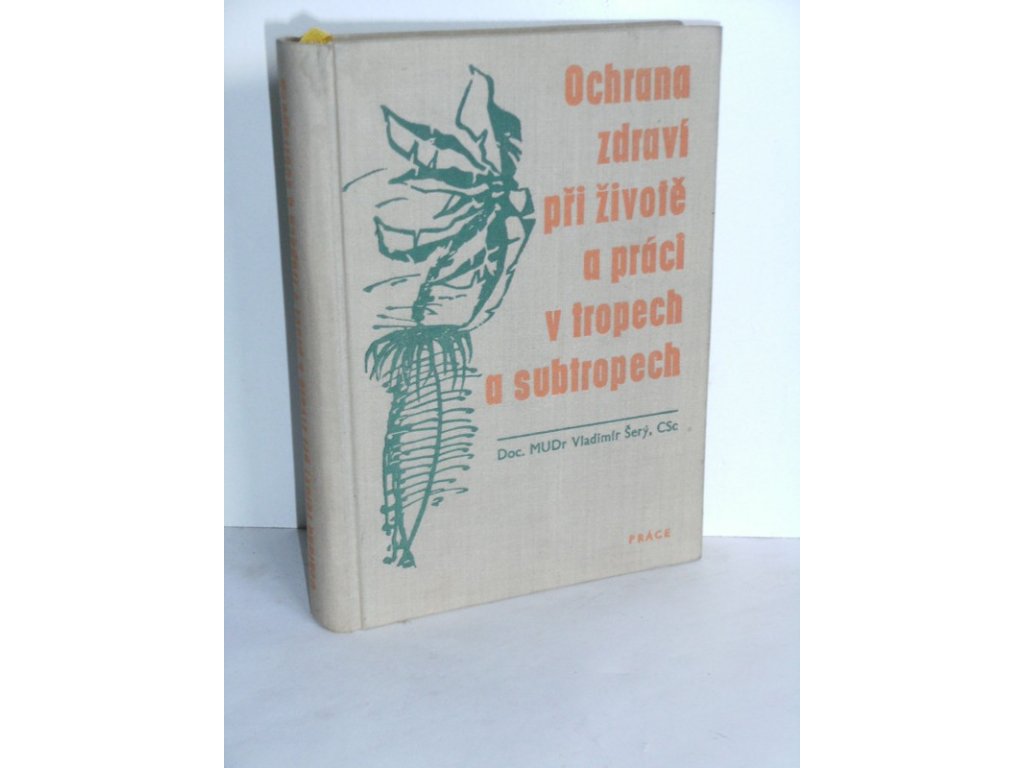 Ochrana
zdraví
při životě
a práci
v tropech
a subtropech
Doc. MUDr Vladimír Šerý, CSc
PRÁCE